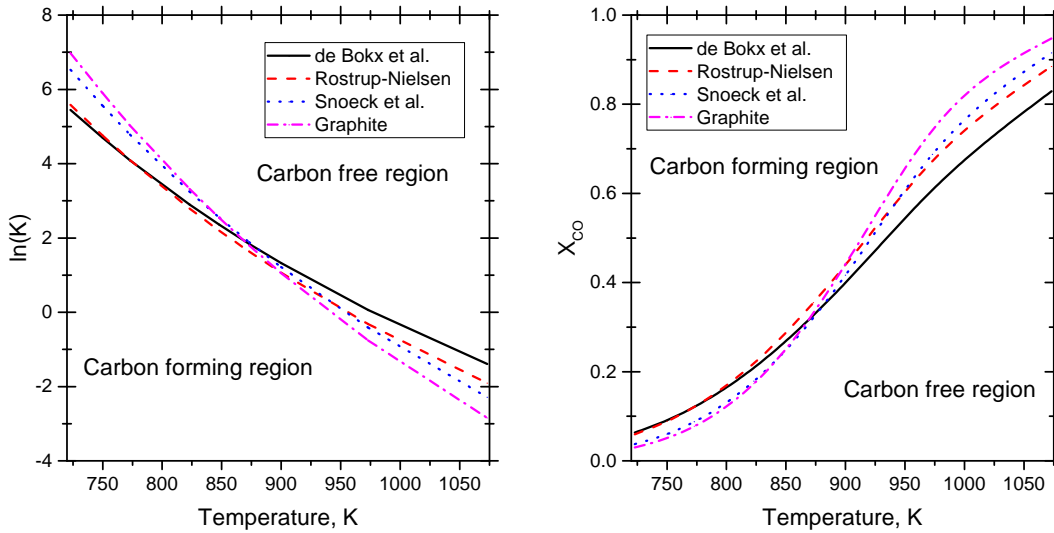 8
6
4
2
0
-2
-4
ln(K)
de Bokx et al.
Rostrup-Nielsen
Snoeck et al.
Graphite
Carbon free region
Carbon forming region
750 800 850 900 950 1000 1050
Temperature, K
1.0
0.8
0.6
0.4
0.2
0.0
X_CO
de Bokx et al.
Rostrup-Nielsen
Snoeck et al.
Graphite
Carbon forming region
Carbon free region
750 800 850 900 950 1000 1050
Temperature, K